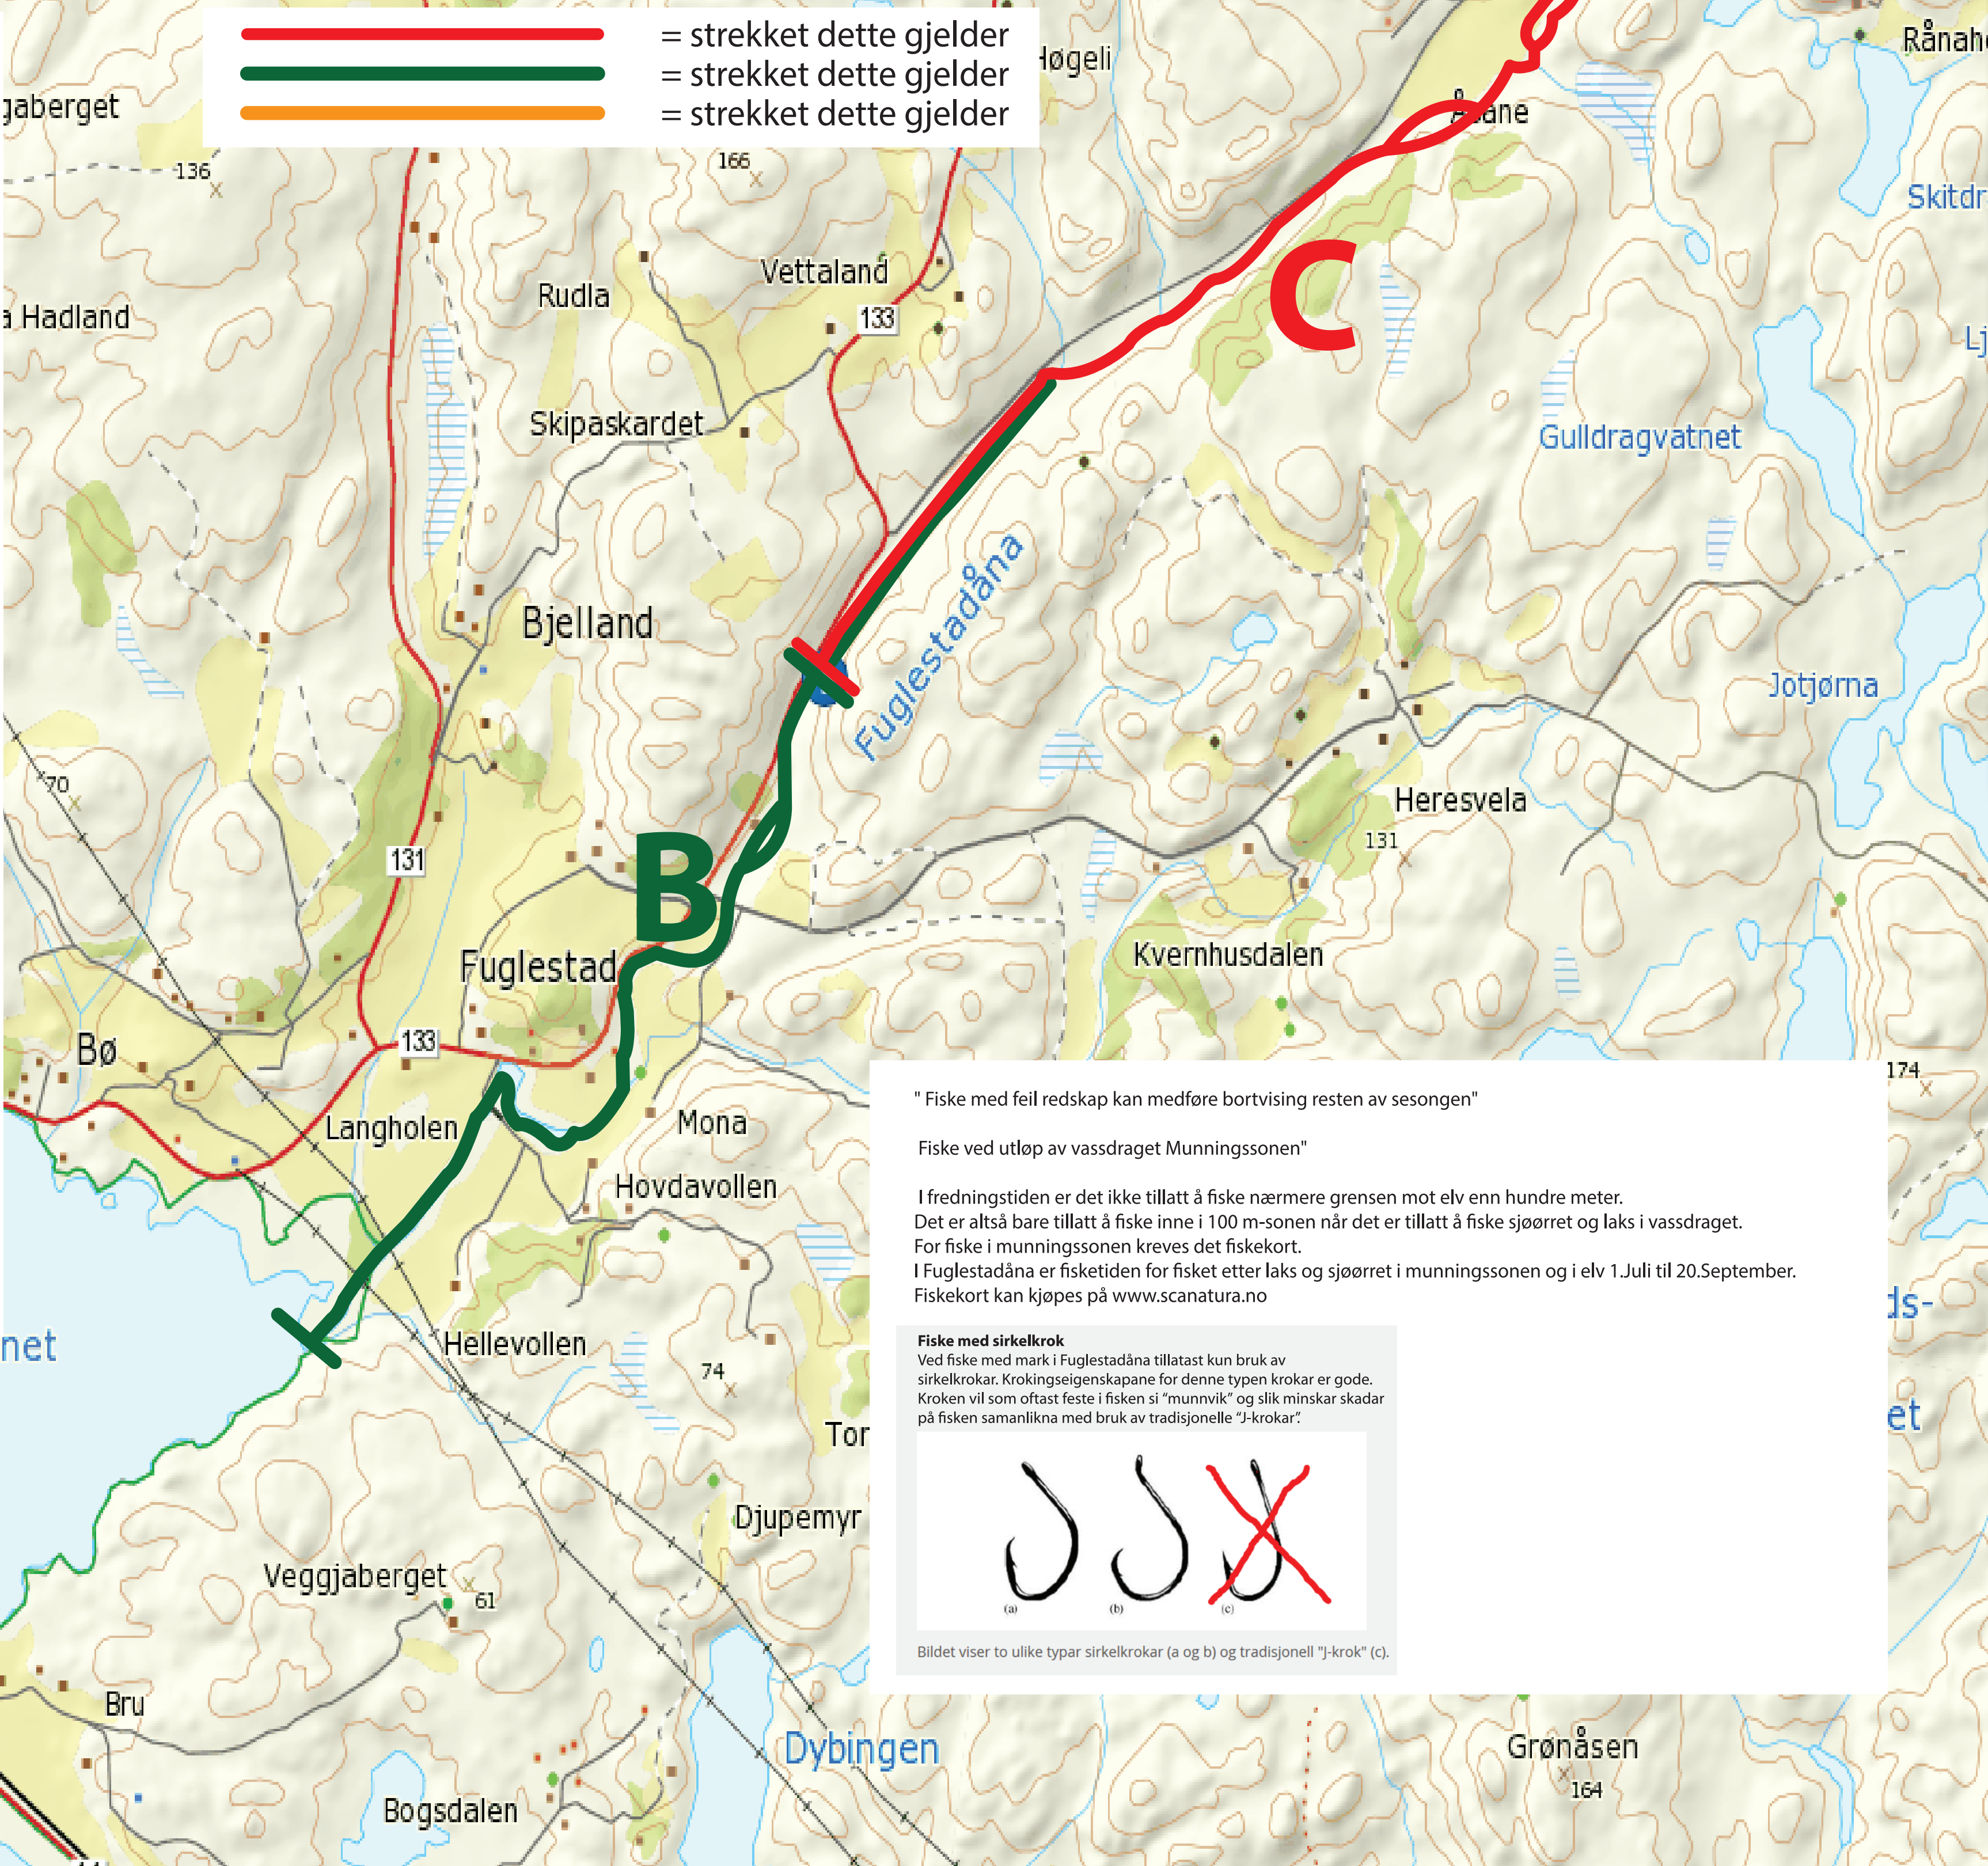 = strekket dette gjelder
= strekket dette gjelder
= strekket dette gjelder
Høgeli
Rånah
gaberget
Åsane
136
166
Skitdr
Vettaland
Rudla
a Hadland
133
C
Lj
Skipaskardet
Gulldragvatnet
Fuglestadåna
Bjelland
Jotjørna
70
Heresvela
131
131
B
Fuglestad
Kvernhusdalen
Bø
133
174
Langholen
Mona
Hovdavollen
" Fiske med feil redskap kan medføre bortvising resten av sesongen"
Fiske ved utløp av vassdraget Munningssonen"
I fredningstiden er det ikke tillatt å fiske nærmere grensen mot elv enn hundre meter.
Det er altså bare tillatt å fiske inne i 100 m-sonen når det er tillatt å fiske sjøørret og laks i vassdraget.
For fiske i munningssonen kreves det fiskekort.
I Fuglestadåna er fisketiden for fisket etter laks og sjøørret i munningssonen og i elv 1.Juli til 20.September.
Fiskekort kan kjøpes på www.scanatura.no
ds-
net
Hellevollen
74
et
Tor
Fiske med sirkelkrok
Ved fiske med mark i Fuglestadåna tillatast kun bruk av
sirkelkrokar. Krokingseigenskapane for denne typen krokar er gode.
Kroken vil som oftast feste i fisken si “munnvik” og slik minskar skadar
på fisken samanlikna med bruk av tradisjonelle “J-krokar”.
(a)
(b)
(c)
Bildet viser to ulike typar sirkelkrokar (a og b) og tradisjonell "J-krok" (c).
Djupemyr
Veggjaberget
61
Bru
Dybingen
Grønåsen
164
Bogsdalen